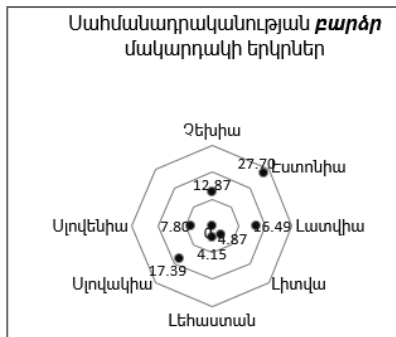 Սահմանադրականության բարձր
մակարդակի երկրներ
Չեխիա
27.70
Էստոնիա
12.87
Սլովենիա
7.80
0
16.49
Լատվիա
4.87
4.15
17.39
Սլովակիա
Լիտվա
Լեհաստան